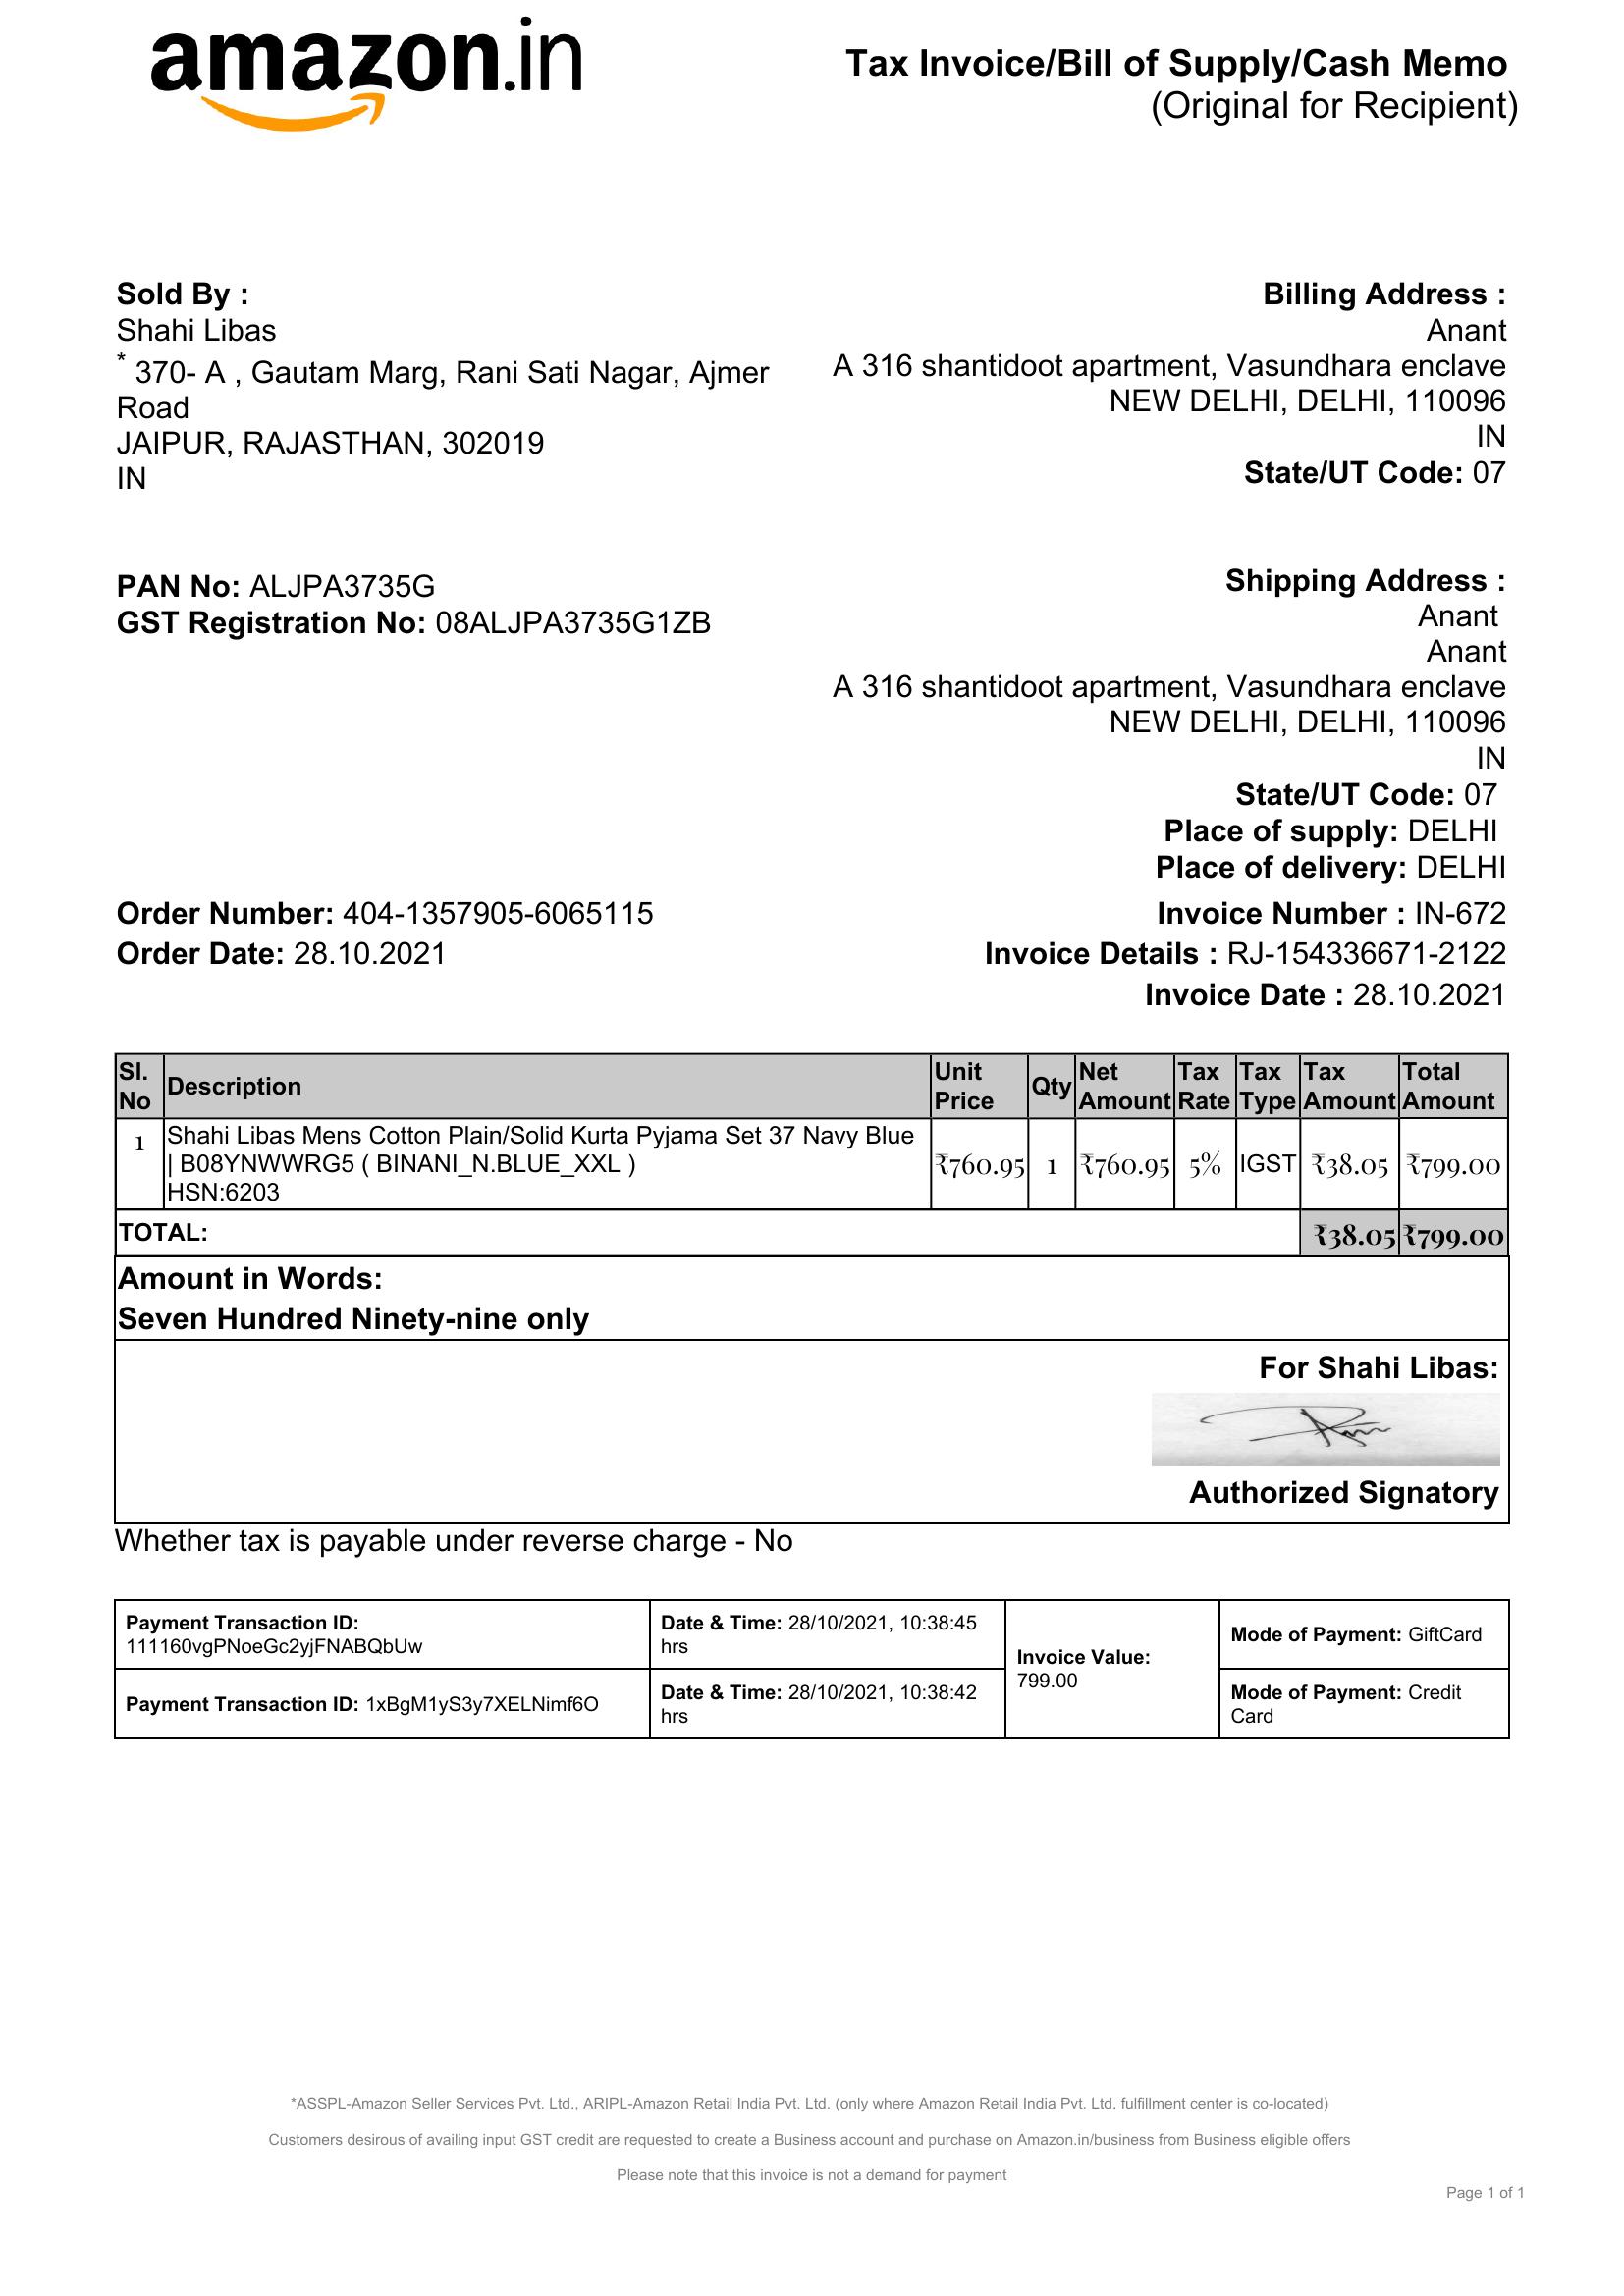 amazon.in
Tax Invoice/Bill of Supply/Cash Memo
(Original for Recipient)
Sold By :
Shahi Libas
* 370- A , Gautam Marg, Rani Sati Nagar, Ajmer
Road
JAIPUR, RAJASTHAN, 302019
IN
Billing Address :
Anant
A 316 shantidoot apartment, Vasundhara enclave
NEW DELHI, DELHI, 110096
IN
State/UT Code: 07
PAN No: ALJPA3735G
GST Registration No: 08ALJPA3735G1ZB
Shipping Address :
Anant
Anant
A 316 shantidoot apartment, Vasundhara enclave
NEW DELHI, DELHI, 110096
IN
State/UT Code: 07
Place of supply: DELHI
Place of delivery: DELHI
Order Number: 404-1357905-6065115
Order Date: 28.10.2021
Invoice Number : IN-672
Invoice Details : RJ-154336671-2122
Invoice Date : 28.10.2021
Sl. No Description Unit Price Qty Net Amount Tax Rate Tax Type Tax Amount Total Amount
1 Shahi Libas Mens Cotton Plain/Solid Kurta Pyjama Set 37 Navy Blue
| B08YNWWRG5 ( BINANI_N.BLUE_XXL ) ₹760.95 1 ₹760.95 5% IGST ₹38.05 ₹799.00
HSN:6203
TOTAL: ₹38.05 ₹799.00
Amount in Words:
Seven Hundred Ninety-nine only
For Shahi Libas:
Authorized Signatory
Whether tax is payable under reverse charge - No
Payment Transaction ID:
111160vgPNoeGc2yjFNABQbUw
Date & Time: 28/10/2021, 10:38:45
hrs
Invoice Value:
799.00
Mode of Payment: GiftCard
Payment Transaction ID: 1xBgM1yS3y7XELNimf6O
Date & Time: 28/10/2021, 10:38:42
hrs
Mode of Payment: Credit
Card
*ASSPL-Amazon Seller Services Pvt. Ltd., ARIPL-Amazon Retail India Pvt. Ltd. (only where Amazon Retail India Pvt. Ltd. fulfillment center is co-located)
Customers desirous of availing input GST credit are requested to create a Business account and purchase on Amazon.in/business from Business eligible offers
Please note that this invoice is not a demand for payment
Page 1 of 1